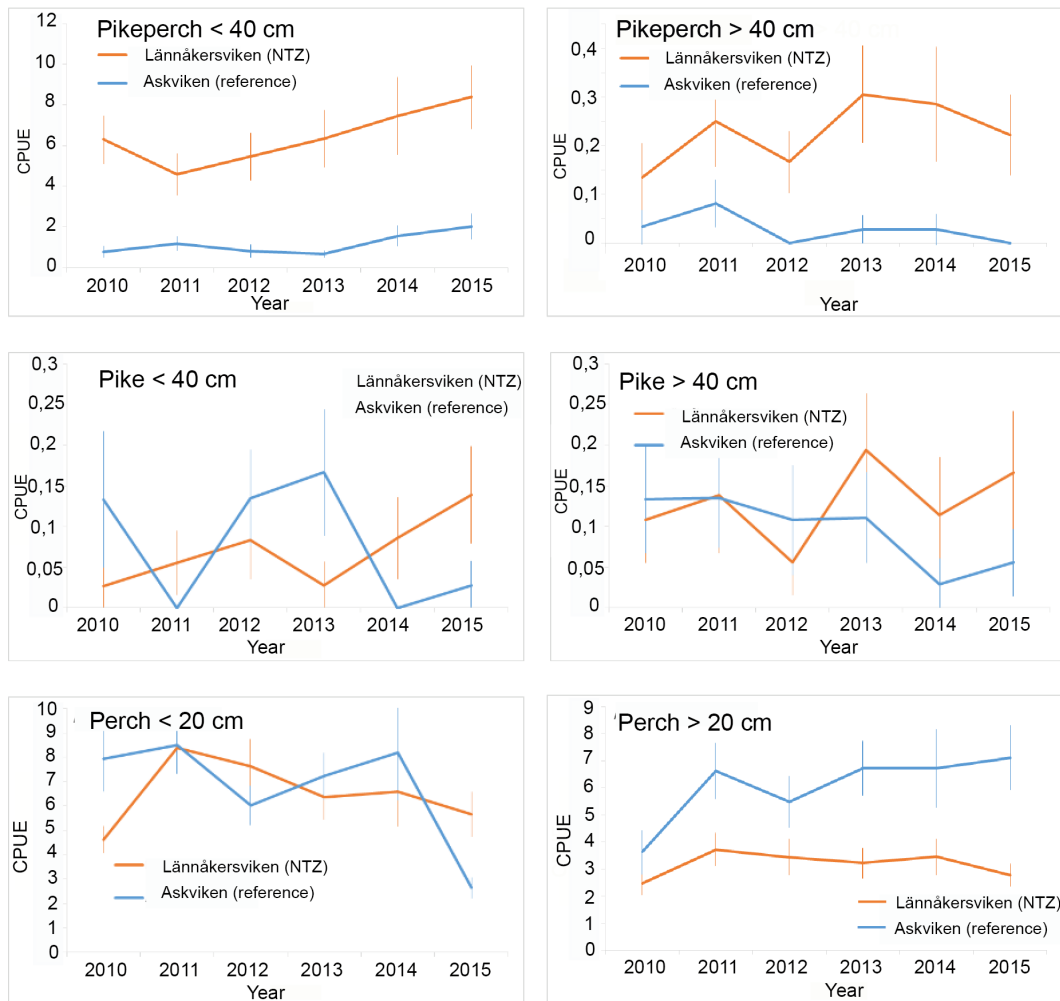 Pikeperch < 40 cm
Lännåkersviken (NTZ)
Askviken (reference)
CPUE
12
10
8
6
4
2
0
2010 2011 2012 2013 2014 2015
Year
Pikeperch > 40 cm
Lännåkersviken (NTZ)
Askviken (reference)
CPUE
0,4
0,3
0,2
0,1
0
2010 2011 2012 2013 2014 2015
Year
Pike < 40 cm
Lännåkersviken (NTZ)
Askviken (reference)
CPUE
0,3
0,25
0,2
0,15
0,1
0,05
0
2010 2011 2012 2013 2014 2015
Year
Pike > 40 cm
Lännåkersviken (NTZ)
Askviken (reference)
CPUE
0,3
0,25
0,2
0,15
0,1
0,05
0
2010 2011 2012 2013 2014 2015
Year
Perch < 20 cm
CPUE
10
9
8
7
6
5
4
3
2
1
0
Lännåkersviken (NTZ)
Askviken (reference)
2010 2011 2012 2013 2014 2015
Year
Perch > 20 cm
CPUE
9
8
7
6
5
4
3
2
1
0
Lännåkersviken (NTZ)
Askviken (reference)
2010 2011 2012 2013 2014 2015
Year